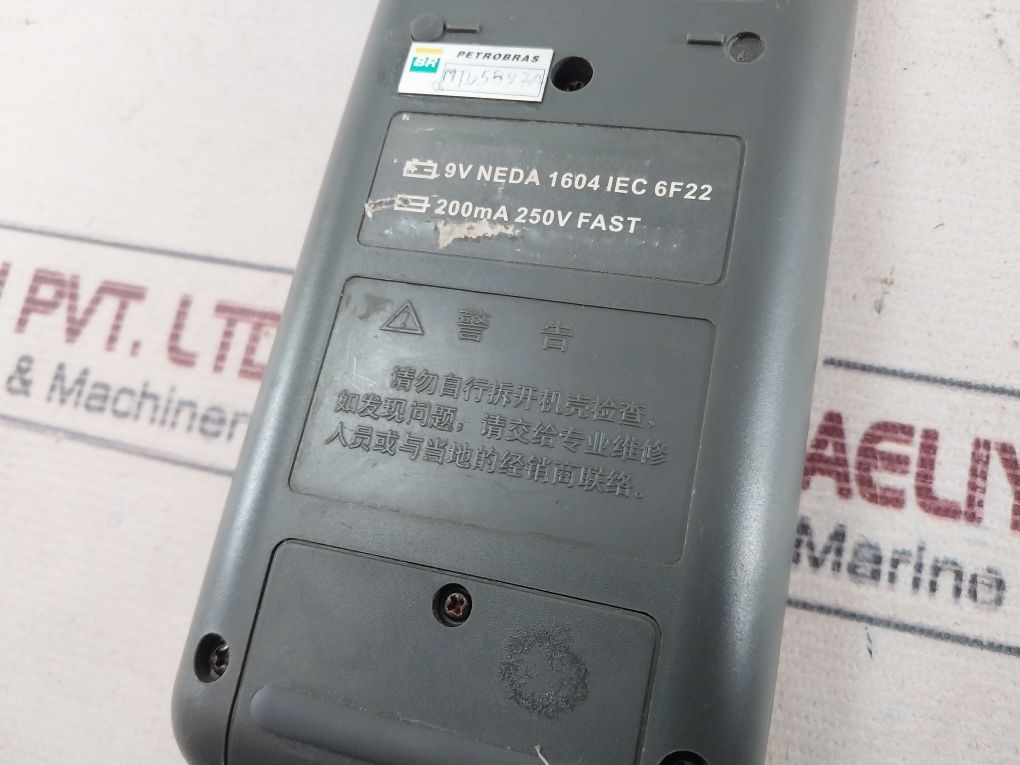 PETROBRAS
BR
9V NEDA 1604 IEC 6F22
200mA 250V FAST
警 告
请勿自行拆开机壳检查,
如发现问题, 请交给专业维修
人员或与当地的经销商联络。
PVT. LTD
& Machiner
AELIY
Marine